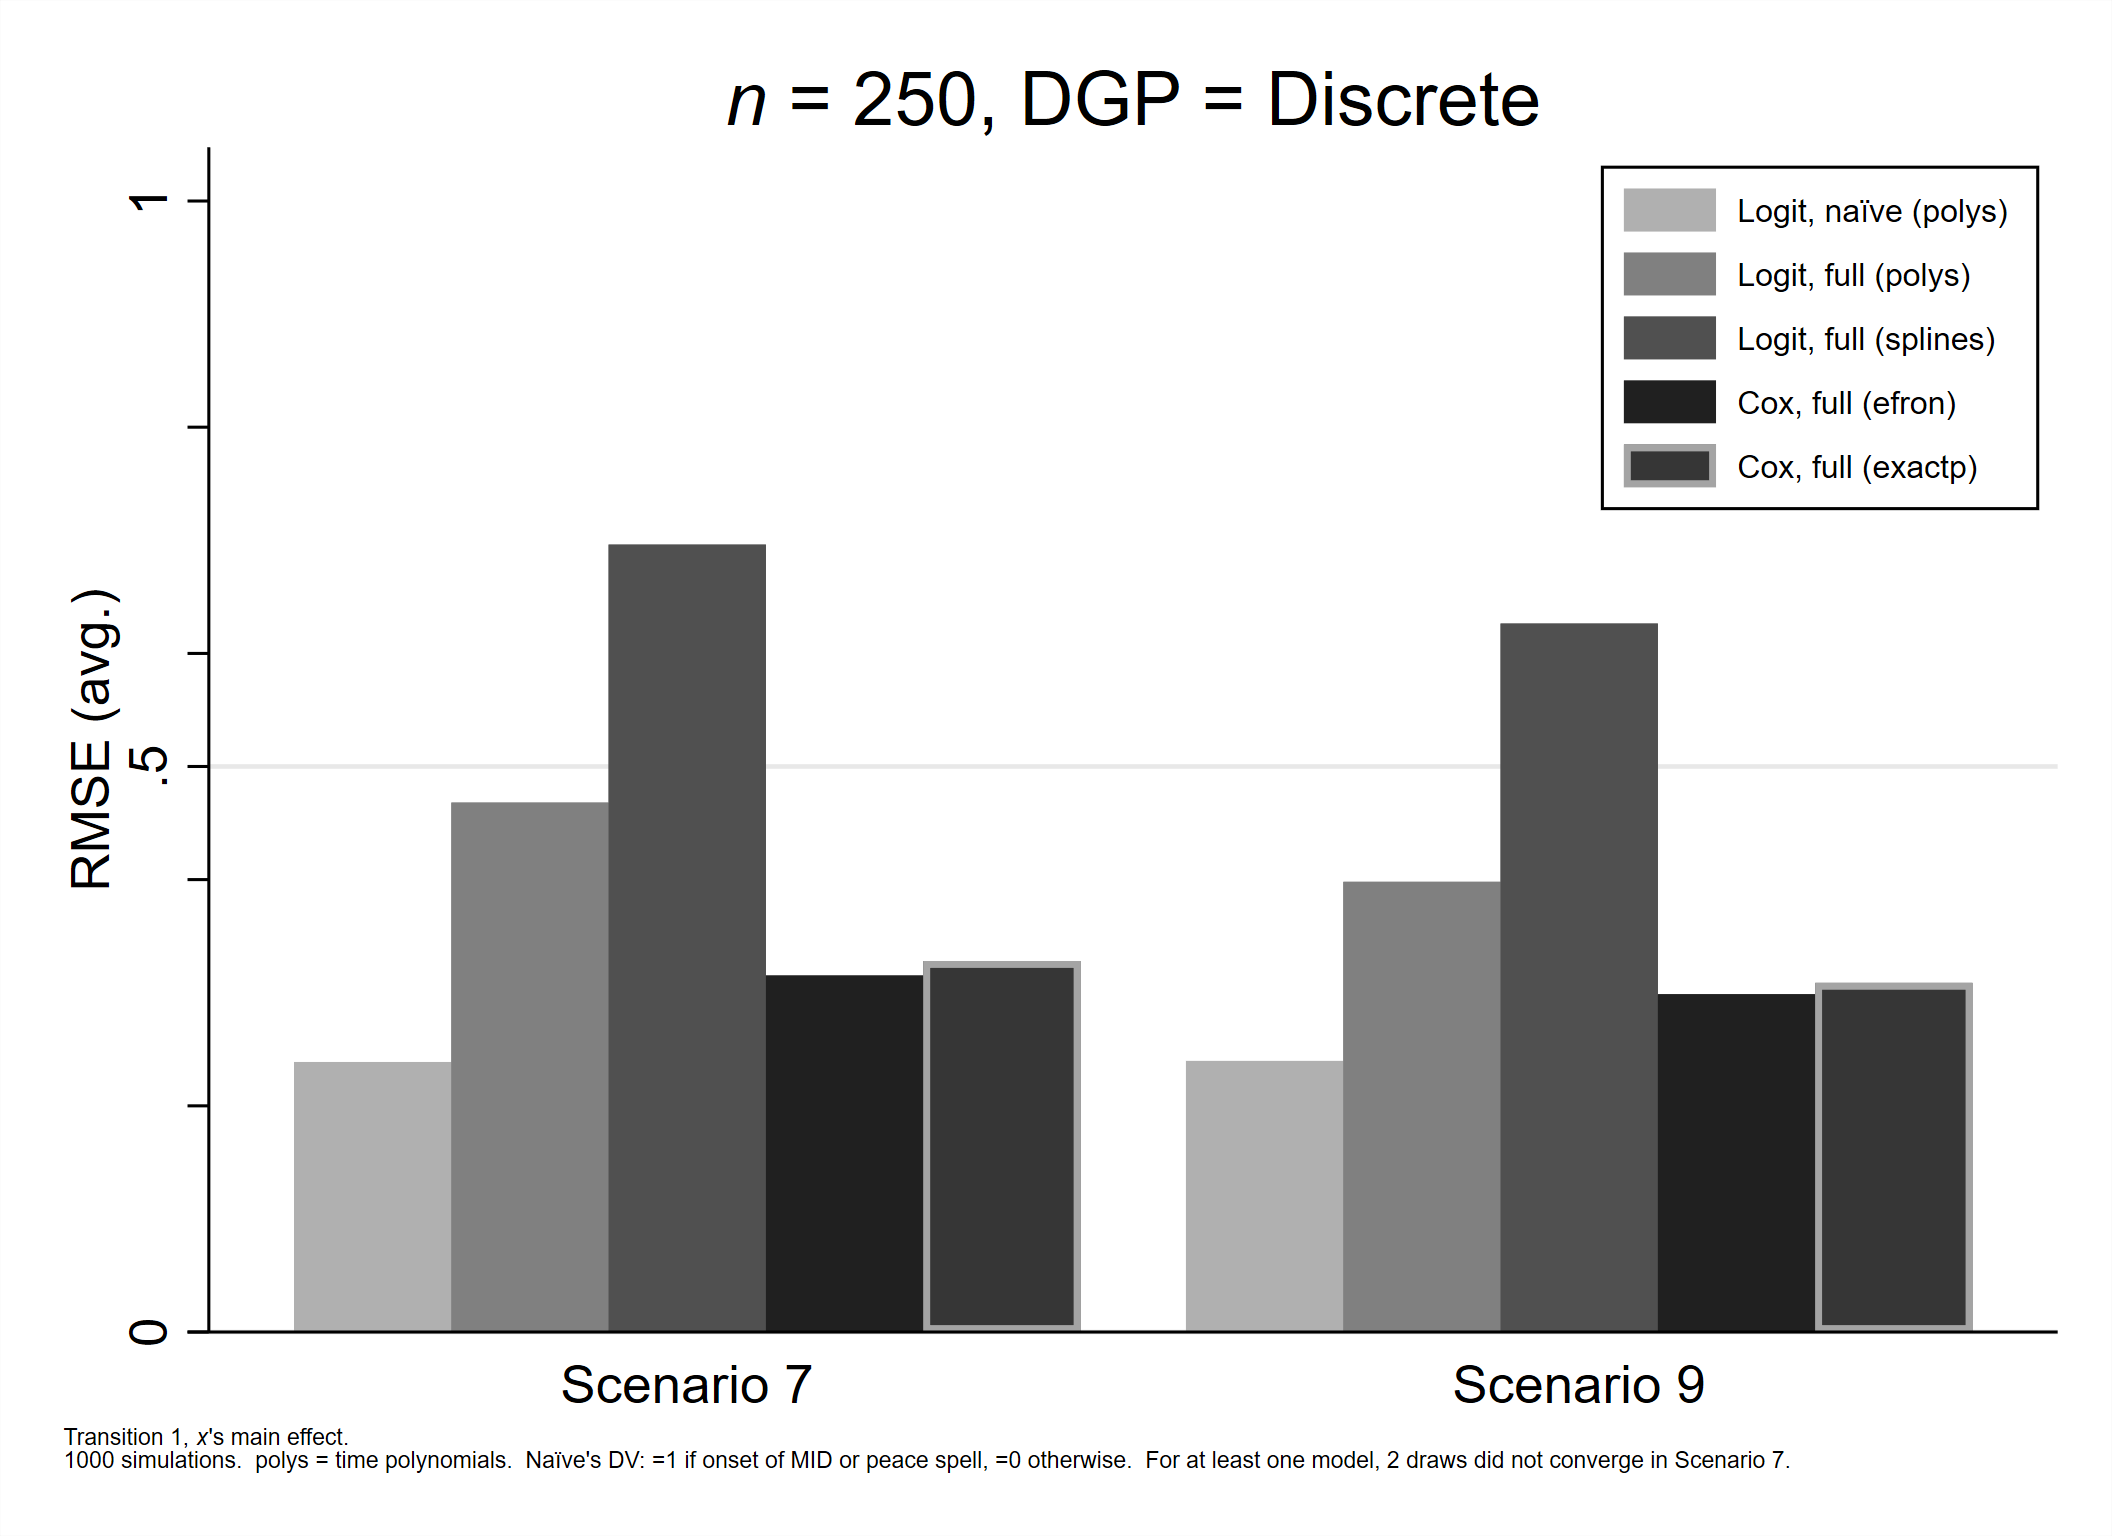 n = 250, DGP = Discrete
1
.5
0
RMSE (avg.)
Logit, naïve (polys)
Logit, full (polys)
Logit, full (splines)
Cox, full (efron)
Cox, full (exactp)
Scenario 7
Scenario 9
Transition 1, x's main effect.
1000 simulations.  polys = time polynomials.  Naïve's DV: =1 if onset of MID or peace spell, =0 otherwise.  For at least one model, 2 draws did not converge in Scenario 7.